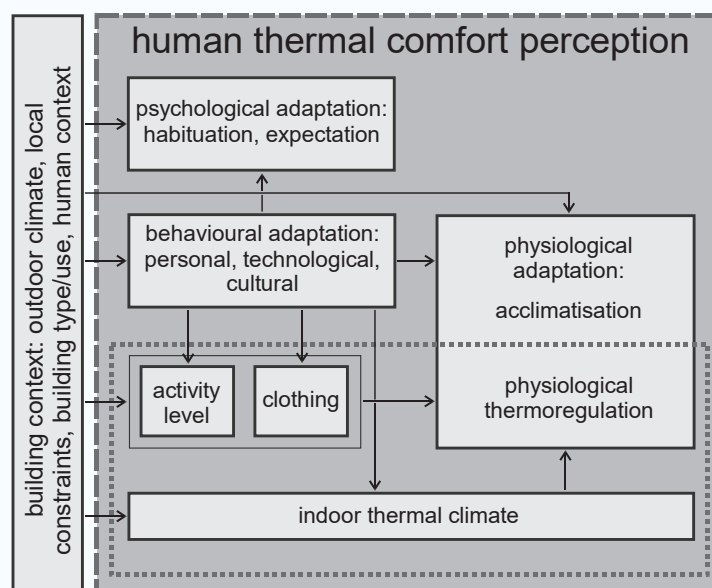 building context: outdoor climate, local
constraints, building type/use, human context
human thermal comfort perception
psychological adaptation:
habituation, expectation
behavioural adaptation:
personal, technological,
cultural
physiological
adaptation:
acclimatisation
activity
level
clothing
physiological
thermoregulation
indoor thermal climate